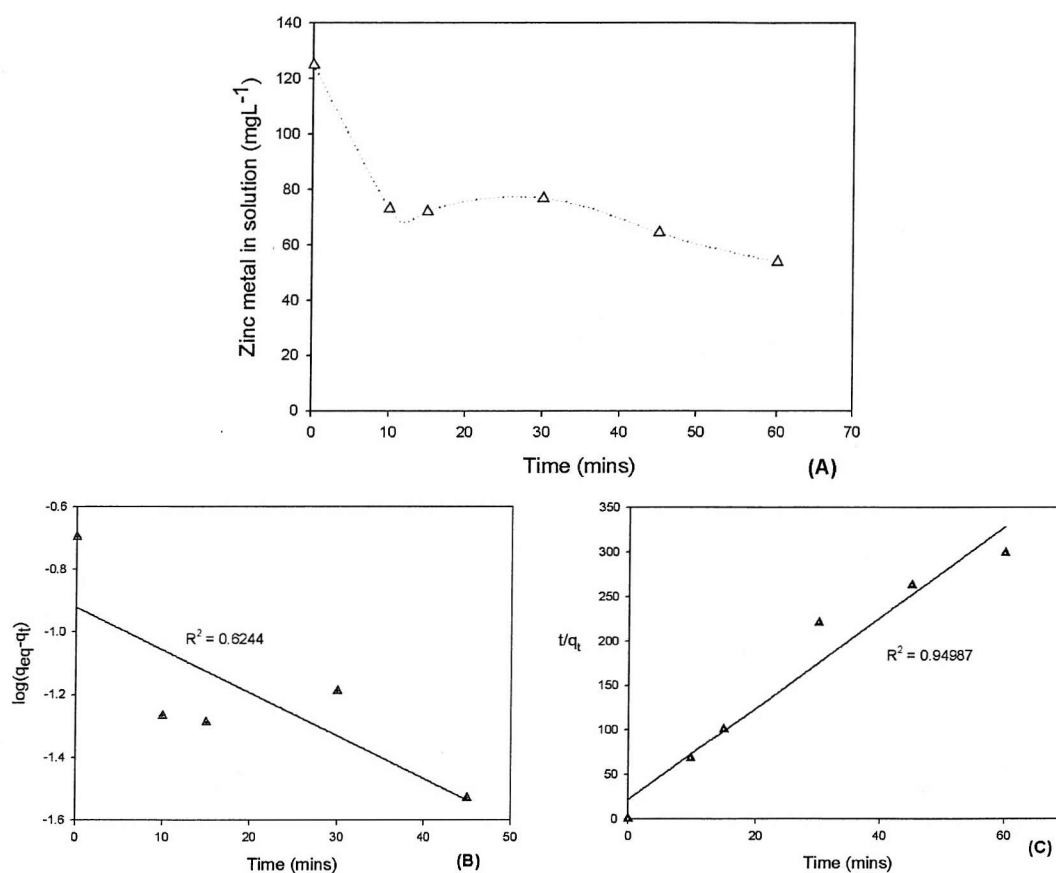 140
120
100
80
60
40
20
0
Zinc metal in solution (mgL⁻¹)
0 10 20 30 40 50 60 70
Time (mins) (A)
-0.6
-0.8
-1.0
-1.2
-1.4
-1.6
log(qeq-qt)
R² = 0.6244
0 10 20 30 40 50
Time (mins) (B)
350
300
250
200
150
100
50
0
t/qt
R² = 0.94987
0 20 40 60
Time (mins) (C)